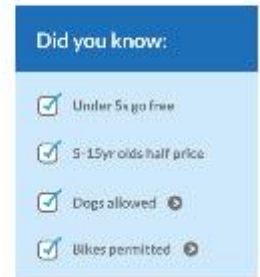 Did you know:
Under 5s go free
5-15yr olds half price
Dogs allowed
Bikes permitted